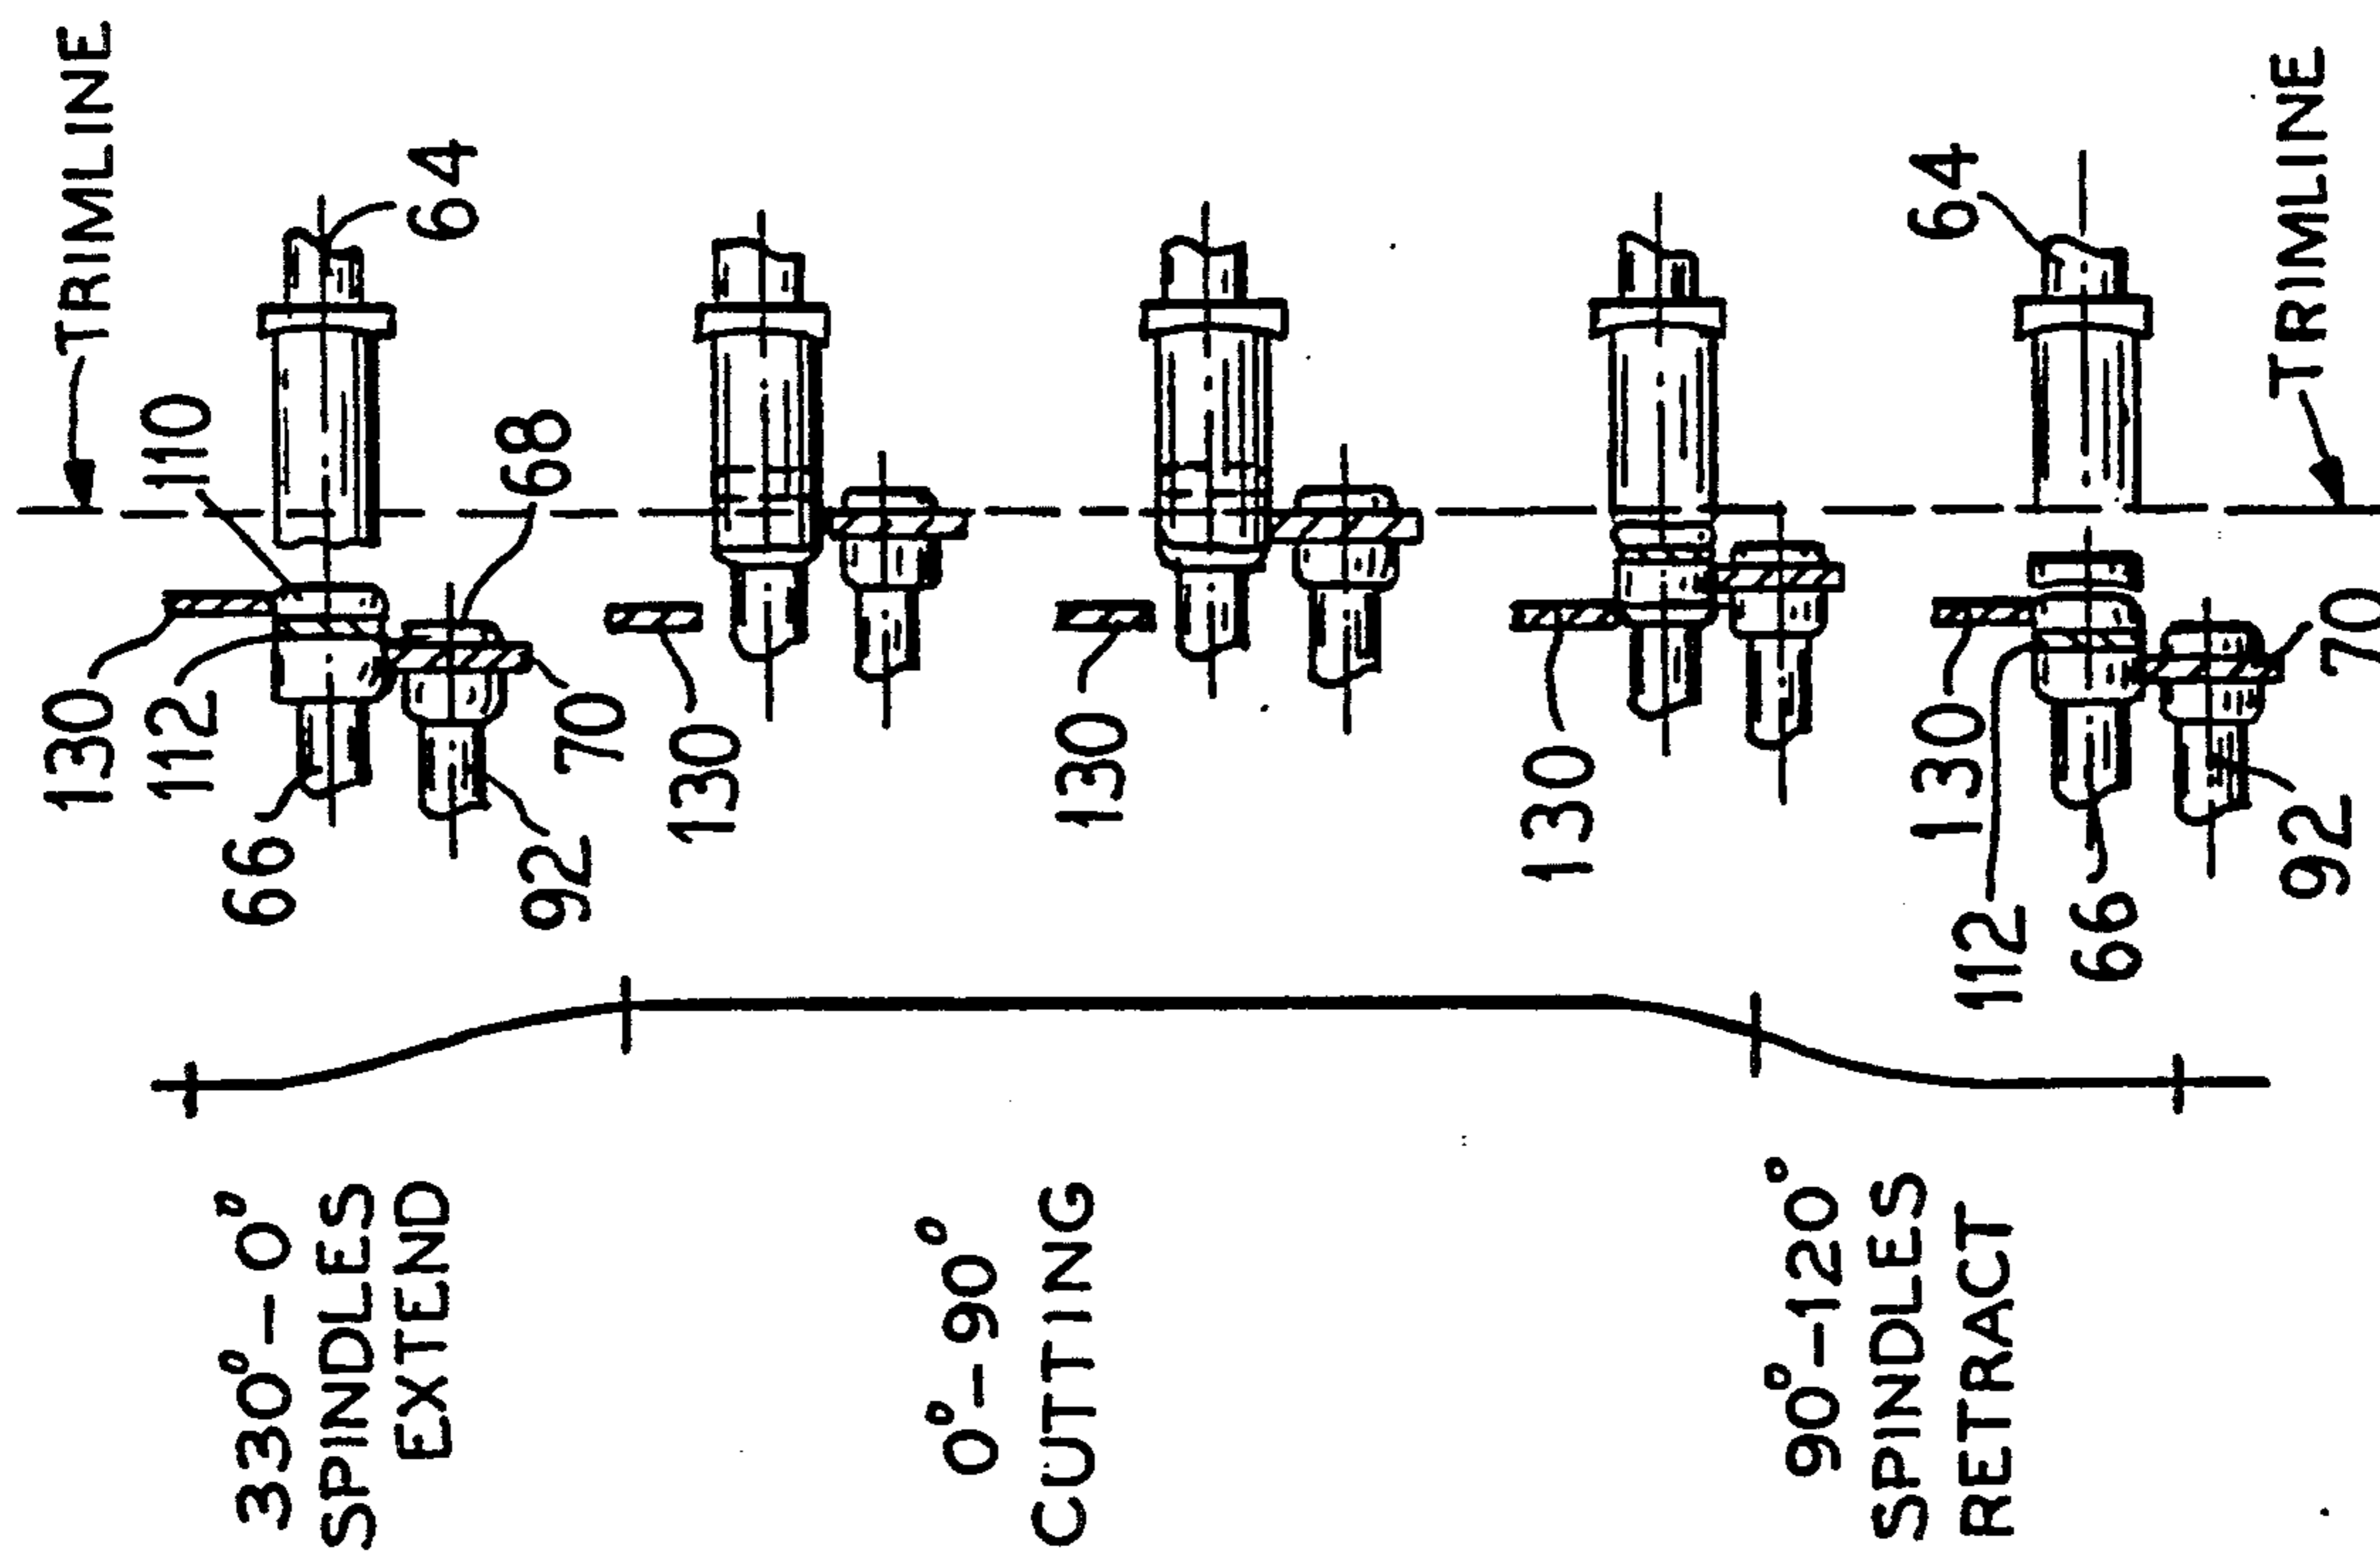 TRIMLINE
64
110
68
130
112
66
92
70
130
130
130
64
TRIMLINE
130
112
66
92
70
330° - 0°
SPINDLES
EXTEND
0° - 90°
CUTTING
90° - 120°
SPINDLES
RETRACT